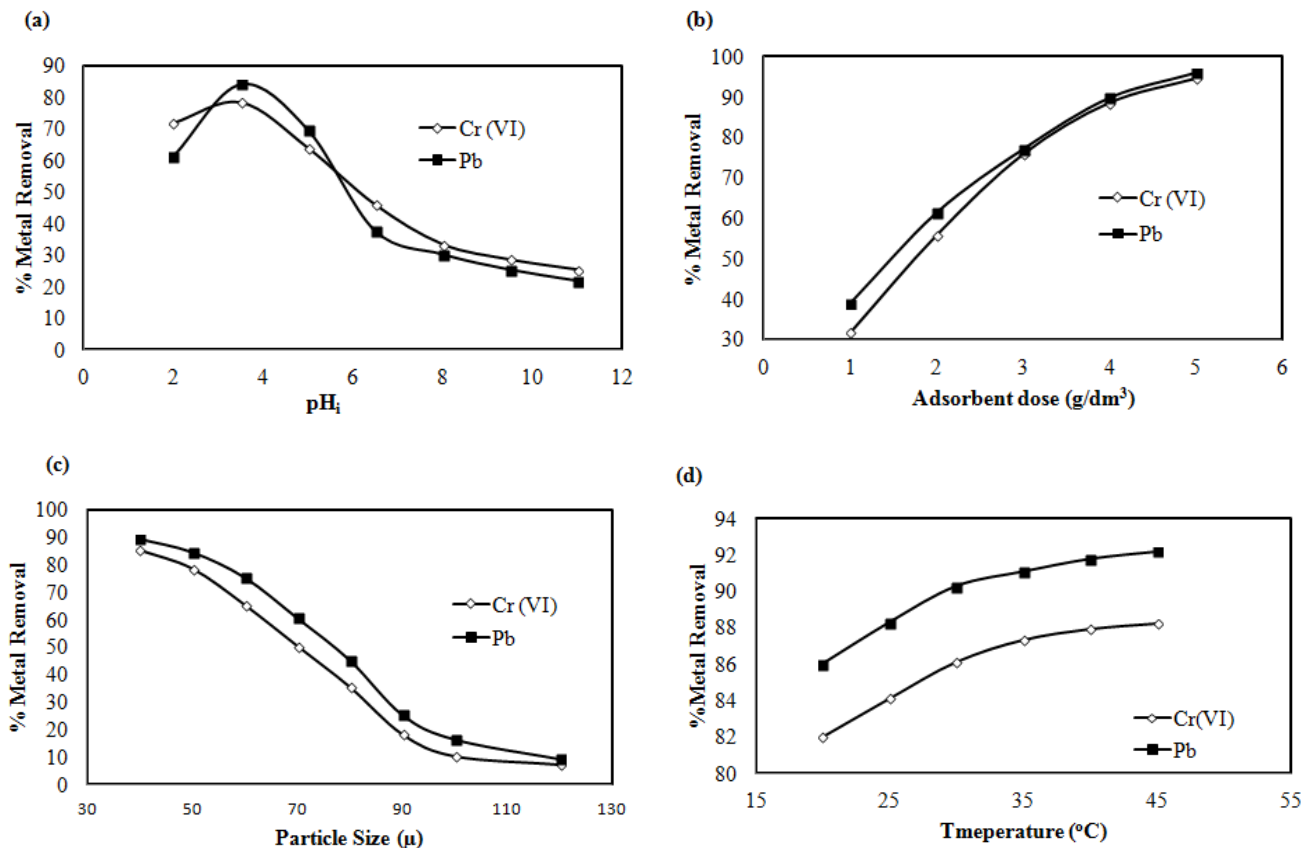 (a)
90
80
70
60
50
40
30
20
10
0
% Metal Removal
0 2 4 6 8 10 12
pHi
Cr (VI)
Pb
(b)
100
90
80
70
60
50
40
30
% Metal Removal
0 1 2 3 4 5 6
Adsorbent dose (g/dm³)
Cr (VI)
Pb
(c)
100
90
80
70
60
50
40
30
20
10
0
% Metal Removal
30 50 70 90 110 130
Particle Size (μ)
Cr (VI)
Pb
(d)
94
92
90
88
86
84
82
80
%Metal Removal
15 25 35 45 55
Tmeperature (°C)
Cr(VI)
Pb